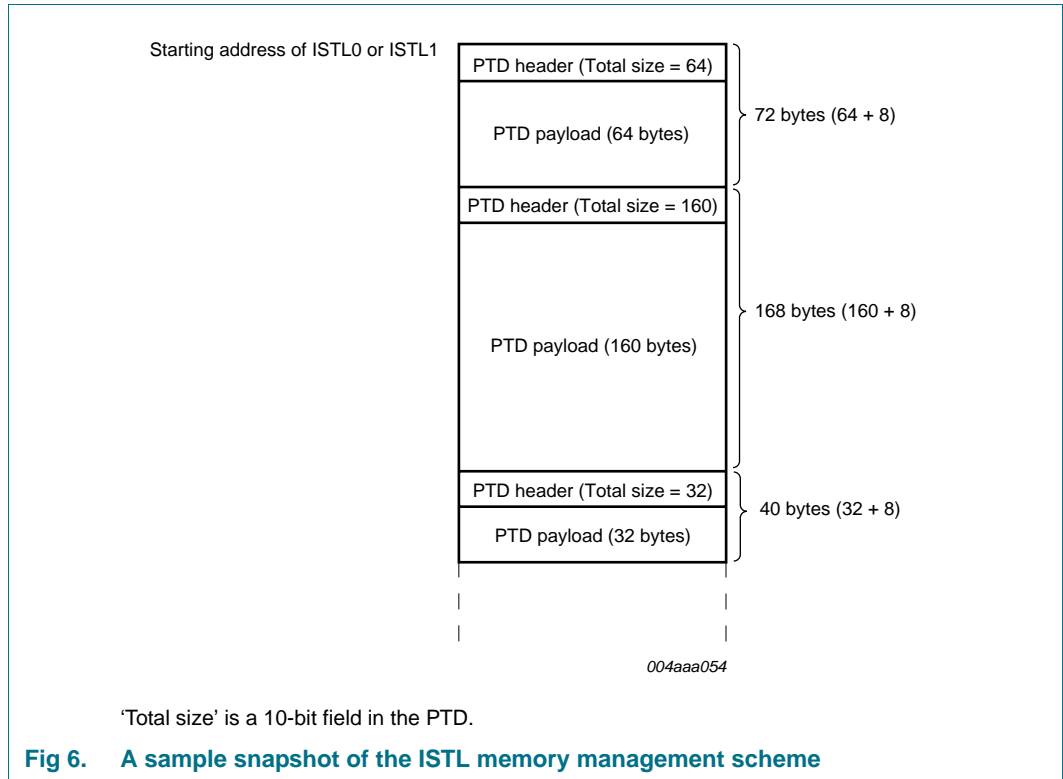 Starting address of ISTL0 or ISTL1
PTD header (Total size = 64)
PTD payload (64 bytes)
72 bytes (64 + 8)
PTD header (Total size = 160)
PTD payload (160 bytes)
168 bytes (160 + 8)
PTD header (Total size = 32)
PTD payload (32 bytes)
40 bytes (32 + 8)
004aaa054
‘Total size’ is a 10-bit field in the PTD.
Fig 6. A sample snapshot of the ISTL memory management scheme